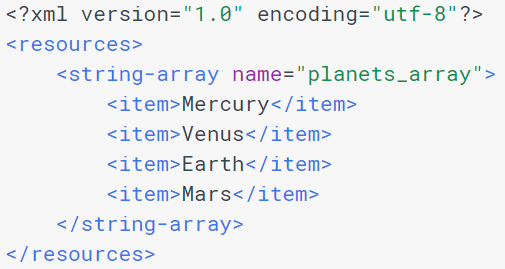 <?xml version="1.0" encoding="utf-8"?>
<resources>
    <string-array name="planets_array">
        <item>Mercury</item>
        <item>Venus</item>
        <item>Earth</item>
        <item>Mars</item>
    </string-array>
</resources>